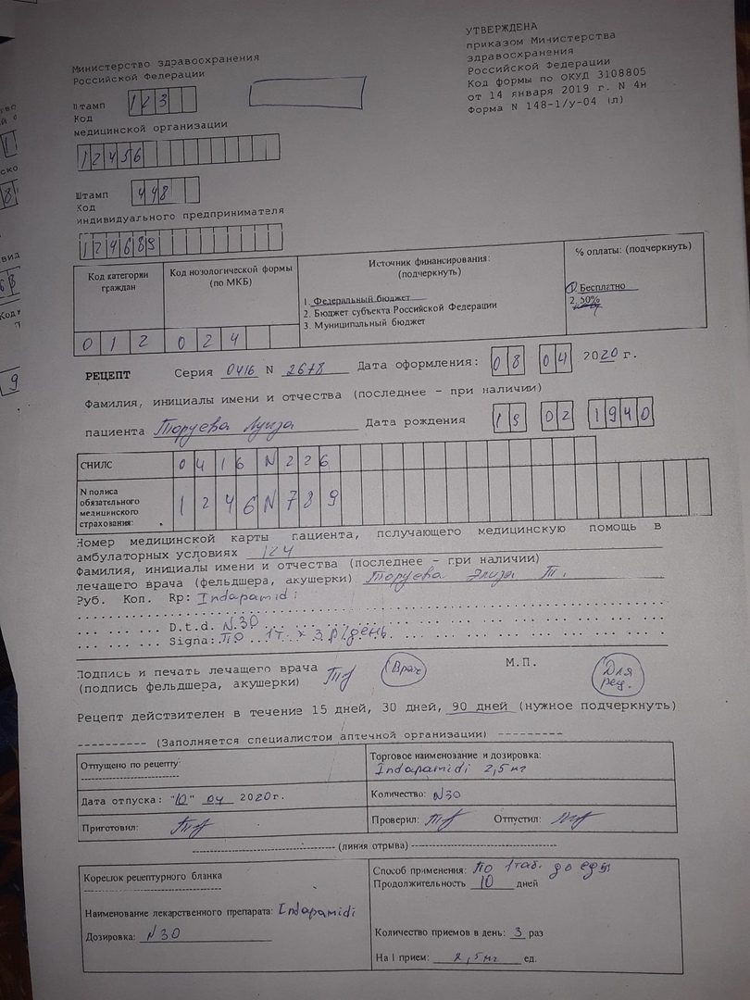 Министерство здравоохранения
Российской Федерации
УТВЕРЖДЕНА
приказом Министерства
здравоохранения
Российской Федерации
Код формы по ОКУД 3108805
от 14 января 2019 г. N 4н
Форма N 148-1/у-04 (л)
Штамп 123
Код
медицинской организации
12456
Штамп 448
Код
индивидуального предпринимателя
124689
Код категории граждан
Код нозологической формы (по МКБ)
Источник финансирования: (подчеркнуть)
1. Федеральный бюджет
2. Бюджет субъекта Российской Федерации
3. Муниципальный бюджет
% оплаты: (подчеркнуть)
1. Бесплатно
2. 50%
012 024
РЕЦЕПТ Серия 0416 N 2678 Дата оформления: 08 04 2020 г.
Фамилия, инициалы имени и отчества (последнее - при наличии)
пациента Торуева Луиза Дата рождения 19 02 1940
СНИЛС 0416N226
N полиса обязательного медицинского страхования: 1246N789
Номер медицинской карты пациента, получающего медицинскую помощь в
амбулаторных условиях 124
Фамилия, инициалы имени и отчества (последнее - при наличии)
лечащего врача (фельдшера, акушерки) Торуева Элиза Т.
Руб. Коп. Rp: Indapamidi
D.t.d. N.30
Signa: По 1т. х 3 р/день.
Подпись и печать лечащего врача Врач М.П. Для рец.
(подпись фельдшера, акушерки)
Рецепт действителен в течение 15 дней, 30 дней, 90 дней (нужное подчеркнуть)
---------- (Заполняется специалистом аптечной организации) ---------
Отпущено по рецепту:
Торговое наименование и дозировка:
Indapamidi 2,5 мг
Дата отпуска: "10" 04 2020г.
Количество: N30
Приготовил:
Проверил: Отпустил:
(линия отрыва)
Корешок рецептурного бланка
Способ применения: По 1 таб. до еды
Продолжительность 10 дней
Наименование лекарственного препарата: Indapamidi
Дозировка: N30
Количество приемов в день: 3 раз
На 1 прием: 2,5 мг ед.